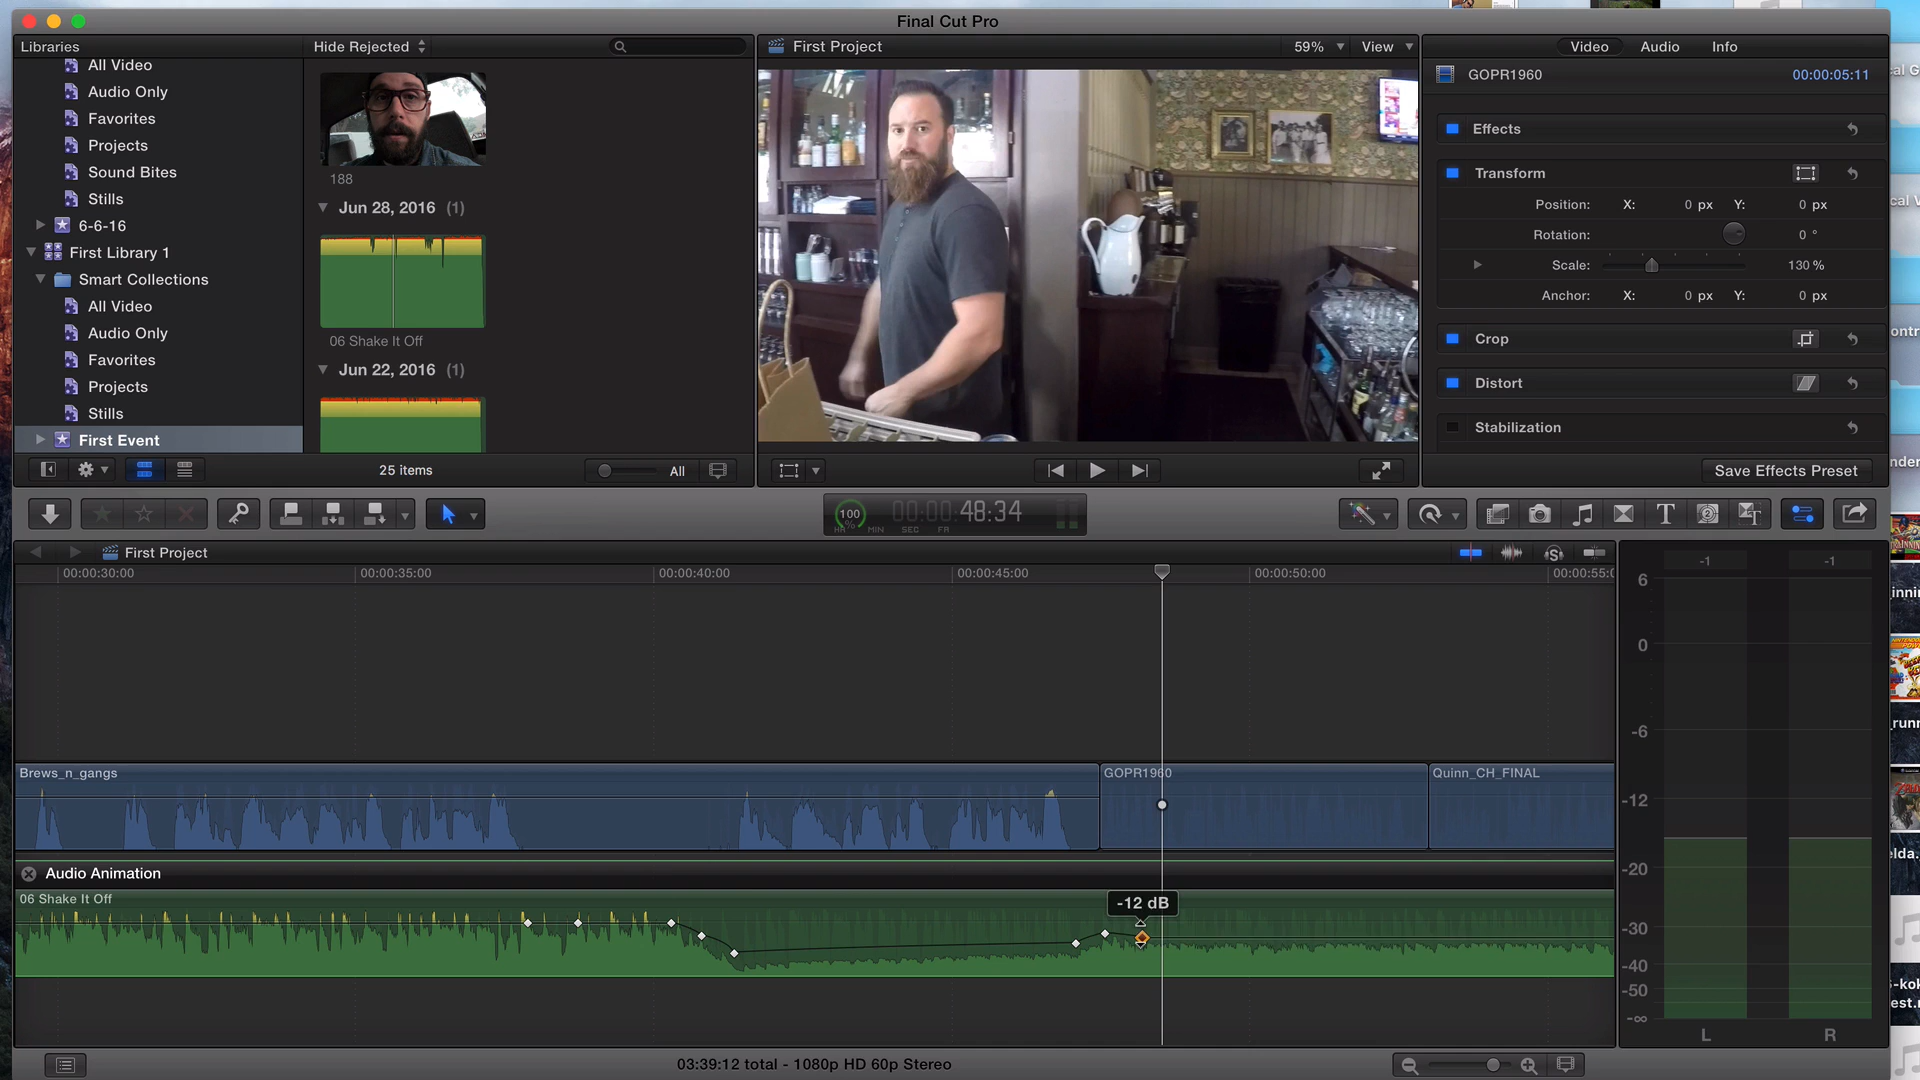 Final Cut Pro
Libraries
Hide Rejected
First Project
59%
View
Video
Audio
Info
All Video
Audio Only
Favorites
Projects
Sound Bites
Stills
6-6-16
First Library 1
Smart Collections
All Video
Audio Only
Favorites
Projects
Stills
First Event
188
Jun 28, 2016 (1)
06 Shake It Off
Jun 22, 2016 (1)
25 items
All
GOPR1960
00:00:05:11
Effects
Transform
Position: X: 0 px Y: 0 px
Rotation: 0 °
Scale: 130 %
Anchor: X: 0 px Y: 0 px
Crop
Distort
Stabilization
Save Effects Preset
100
%
00:00:48:34
HR MIN SEC FR
First Project
00:00:30:00
00:00:35:00
00:00:40:00
00:00:45:00
00:00:50:00
00:00:55:0
Brews_n_gangs
GOPR1960
Quinn_CH_FINAL
Audio Animation
06 Shake It Off
-12 dB
-1 -1
6
0
-6
-12
-20
-30
-40
-50
-∞
L R
03:39:12 total - 1080p HD 60p Stereo